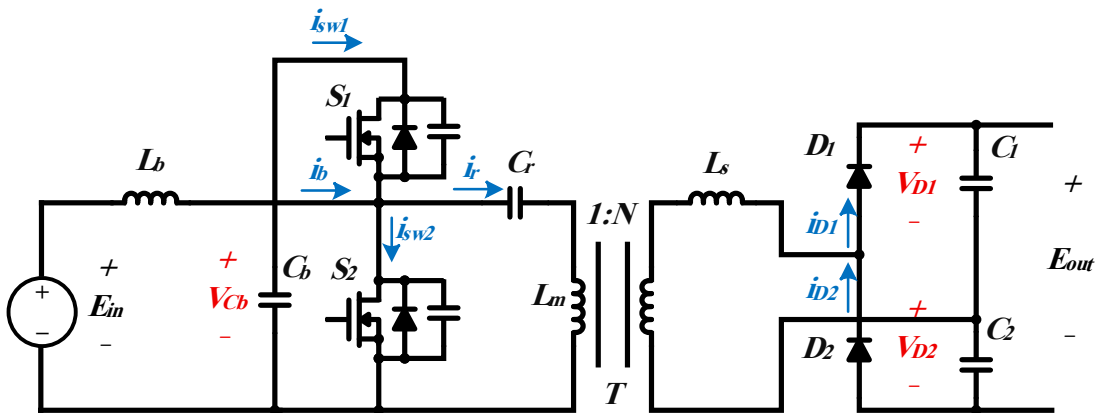 isw1
S1
D1
+
C1
Lb
ib
ir
Cr
Ls
VD1
+
1:N
iD1
−
isw2
+
+
+
Cb
S2
Lm
iD2
+
Eout
+
−
Ein
VCb
−
−
D2
VD2
C2
−
T
−